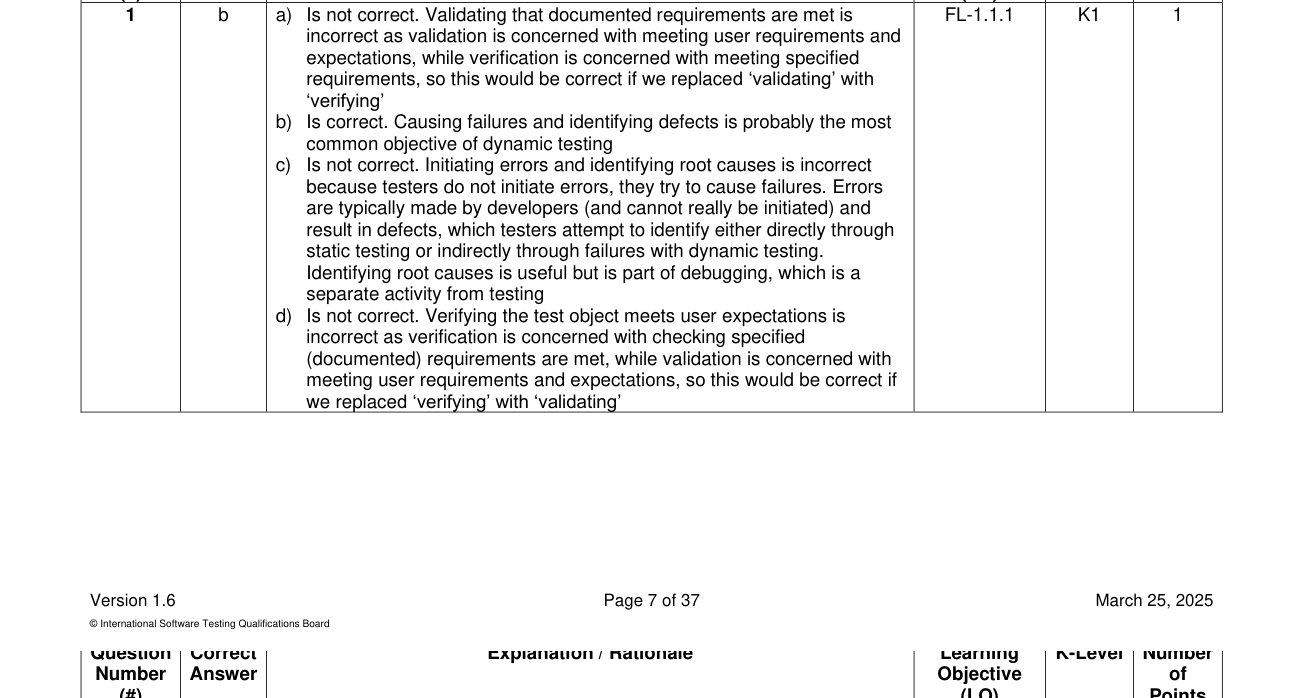 1 b a) Is not correct. Validating that documented requirements are met is FL-1.1.1 K1 1
incorrect as validation is concerned with meeting user requirements and
expectations, while verification is concerned with meeting specified
requirements, so this would be correct if we replaced ‘validating’ with
‘verifying’
b) Is correct. Causing failures and identifying defects is probably the most
common objective of dynamic testing
c) Is not correct. Initiating errors and identifying root causes is incorrect
because testers do not initiate errors, they try to cause failures. Errors
are typically made by developers (and cannot really be initiated) and
result in defects, which testers attempt to identify either directly through
static testing or indirectly through failures with dynamic testing.
Identifying root causes is useful but is part of debugging, which is a
separate activity from testing
d) Is not correct. Verifying the test object meets user expectations is
incorrect as verification is concerned with checking specified
(documented) requirements are met, while validation is concerned with
meeting user requirements and expectations, so this would be correct if
we replaced ‘verifying’ with ‘validating’
Version 1.6 Page 7 of 37 March 25, 2025
© International Software Testing Qualifications Board
Question Correct Explanation / Rationale Learning K-Level Number
Number Answer Objective of
(#) (LO) Points